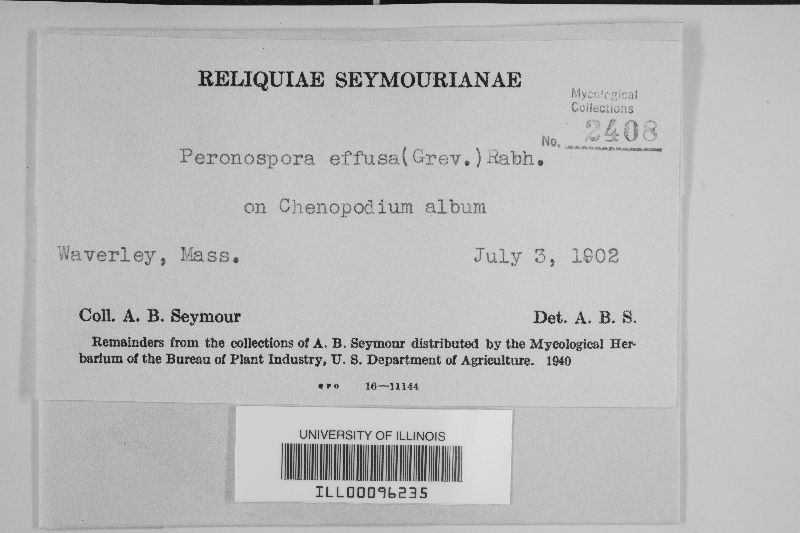 RELIQUIAE SEYMOURIANAE
Mycological
Collections
No. 2408
Peronospora effusa(Grev.)Rabh.
on Chenopodium album
Waverley, Mass. July 3, 1902
Coll. A. B. Seymour Det. A. B. S.
Remainders from the collections of A. B. Seymour distributed by the Mycological Her-
barium of the Bureau of Plant Industry, U. S. Department of Agriculture. 1940
GPO 16—11144
UNIVERSITY OF ILLINOIS
ILL00096235